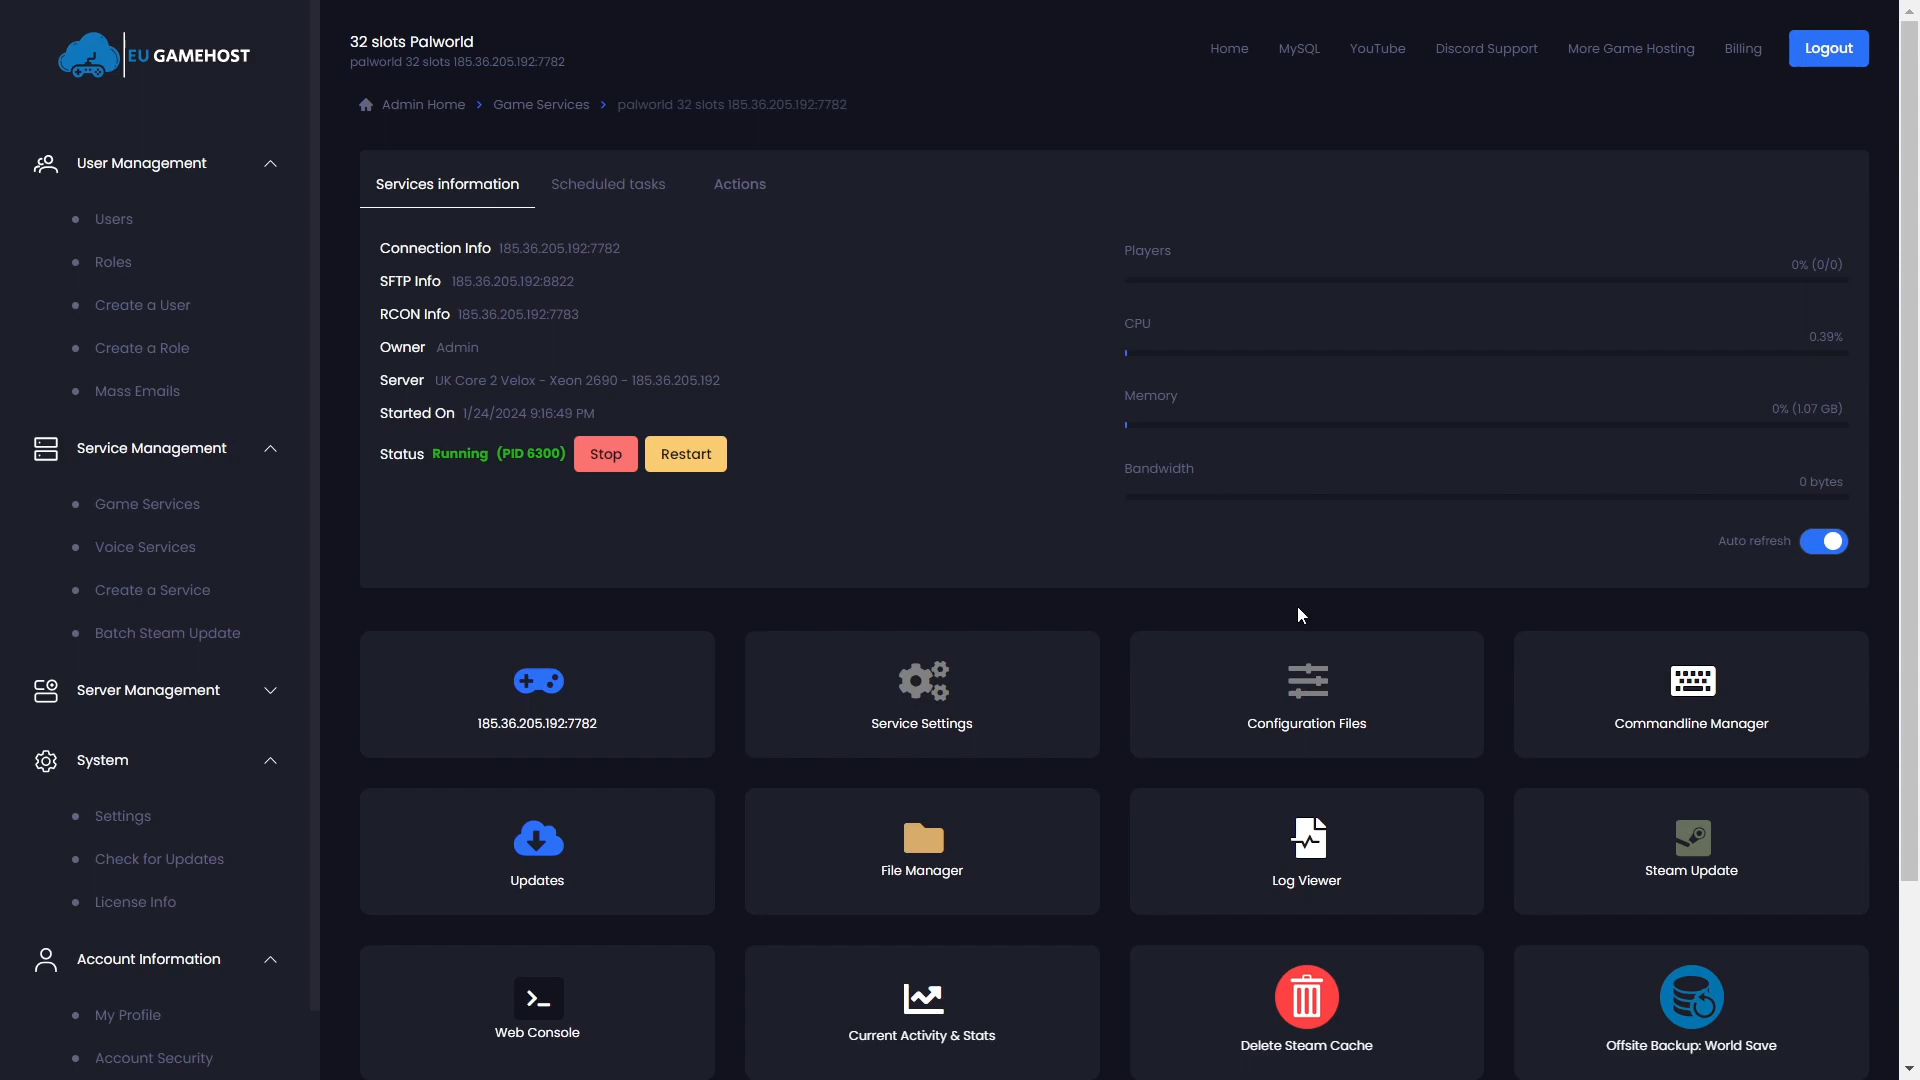 EU GAMEHOST
32 slots Palworld
palworld 32 slots 185.36.205.192:7782
Home
MySQL
YouTube
Discord Support
More Game Hosting
Billing
Logout
Admin Home
Game Services
palworld 32 slots 185.36.205.192:7782
User Management
Users
Roles
Create a User
Create a Role
Mass Emails
Service Management
Game Services
Voice Services
Create a Service
Batch Steam Update
Server Management
System
Settings
Check for Updates
License Info
Account Information
My Profile
Account Security
Services information
Scheduled tasks
Actions
Connection Info 185.36.205.192:7782
SFTP Info 185.36.205.192:8822
RCON Info 185.36.205.192:7783
Owner Admin
Server UK Core 2 Velox - Xeon 2690 - 185.36.205.192
Started On 1/24/2024 9:16:49 PM
Status Running (PID 6300) Stop Restart
Players
0% (0/0)
CPU
0.39%
Memory
0% (1.07 GB)
Bandwidth
0 bytes
Auto refresh
185.36.205.192:7782
Service Settings
Configuration Files
Commandline Manager
Updates
File Manager
Log Viewer
Steam Update
Web Console
Current Activity & Stats
Delete Steam Cache
Offsite Backup: World Save